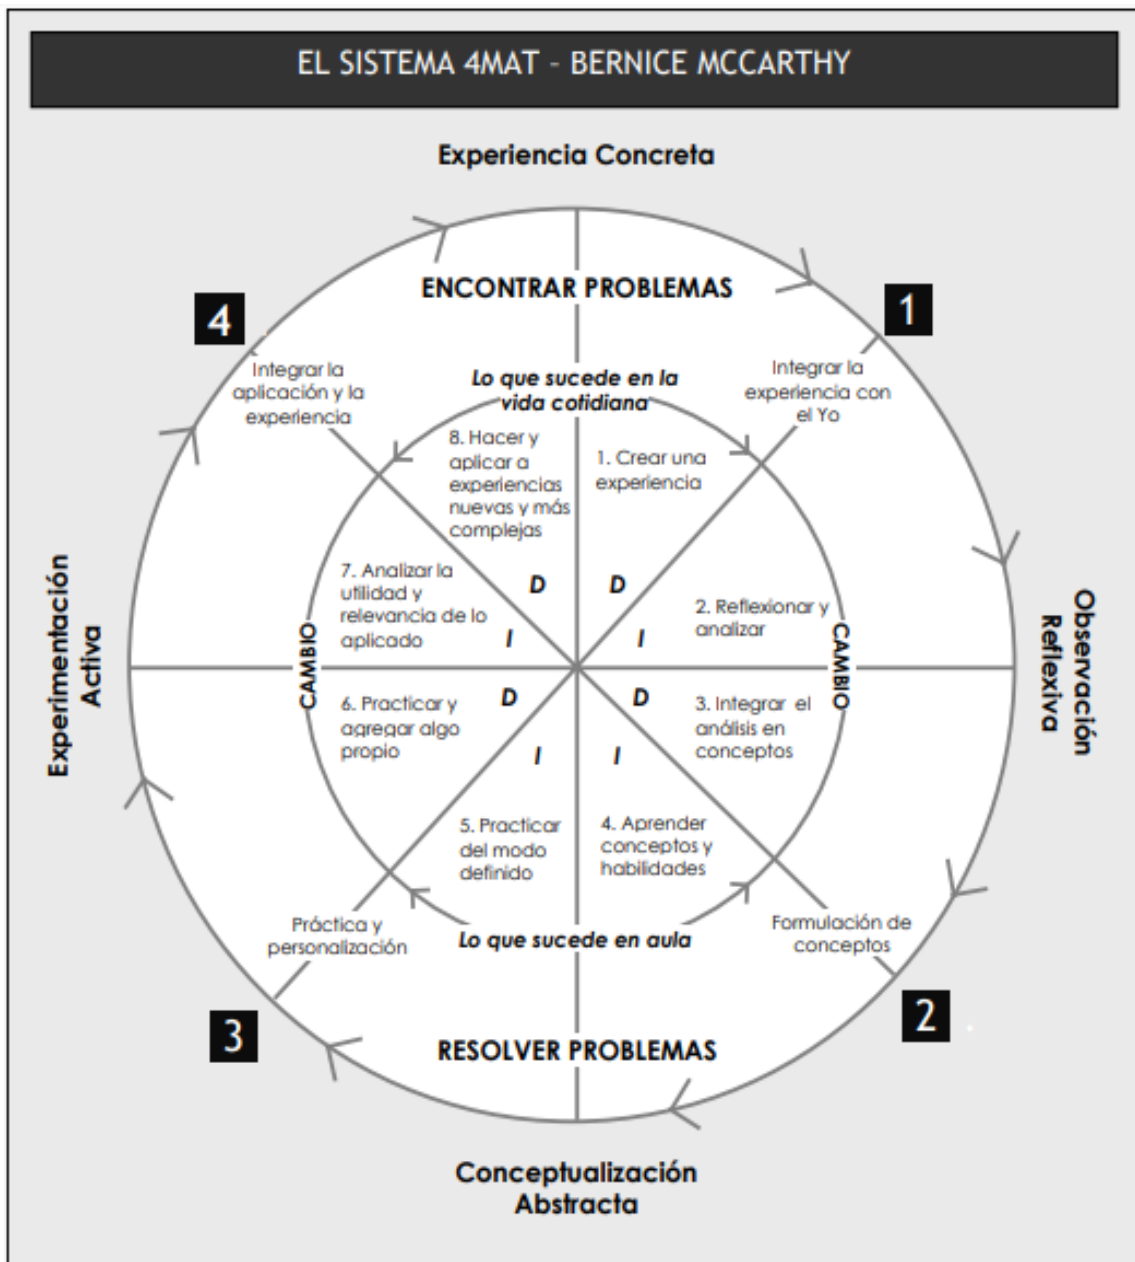 EL SISTEMA 4MAT - BERNICE MCCARTHY
Experiencia Concreta
ENCONTRAR PROBLEMAS
4
1
Integrar la
aplicación y la
experiencia
Lo que sucede en la
vida cotidiana
Integrar la
experiencia con
el Yo
8. Hacer y
aplicar a
experiencias
nuevas y más
complejas
1. Crear una
experiencia
7. Analizar la
utilidad y
relevancia de lo
aplicado
D
D
2. Reflexionar y
analizar
I
I
Experimentación
Activa
CAMBIO
CAMBIO
Observación
Reflexiva
6. Practicar y
agregar algo
propio
D
D
3. Integrar el
análisis en
conceptos
I
I
5. Practicar
del modo
definido
4. Aprender
conceptos y
habilidades
Práctica y
personalización
Lo que sucede en aula
Formulación de
conceptos
3
2
RESOLVER PROBLEMAS
Conceptualización
Abstracta